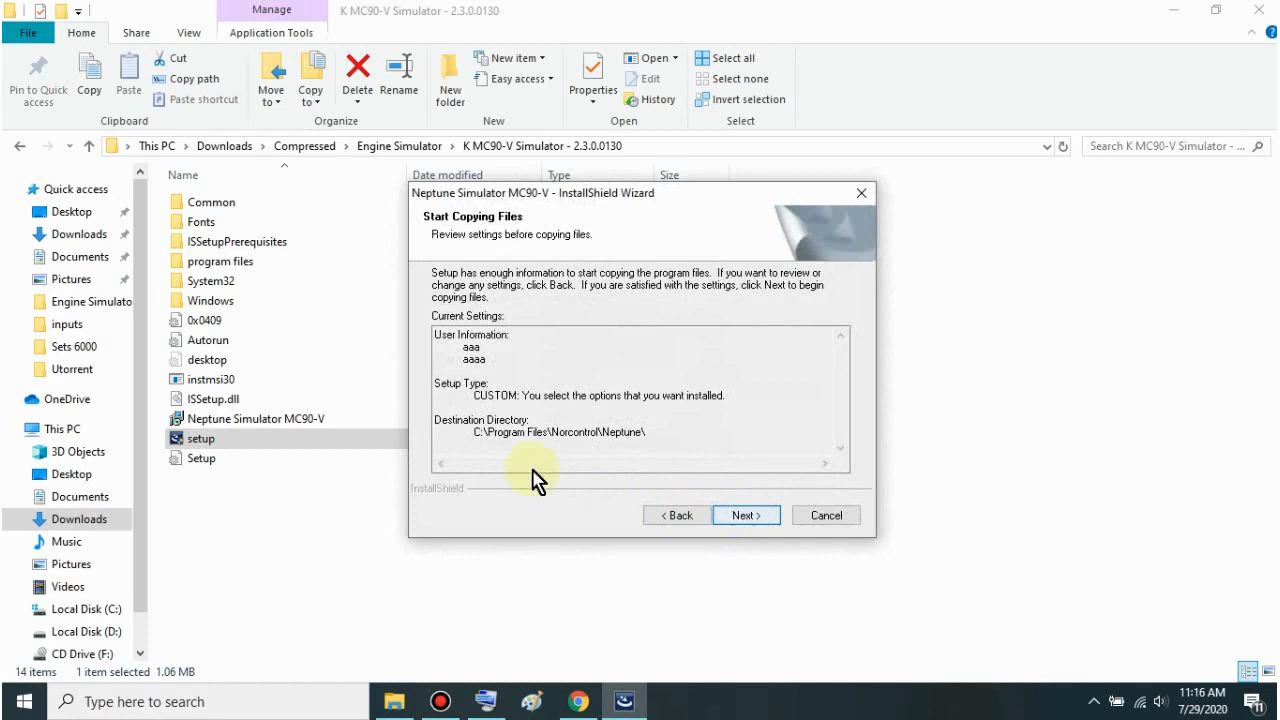 Manage
K MC90-V Simulator - 2.3.0.0130
File
Home
Share
View
Application Tools
Pin to Quick access
Copy
Paste
Cut
Copy path
Paste shortcut
Move to
Copy to
Delete
Rename
New folder
New item
Easy access
Properties
Open
Edit
History
Select all
Select none
Invert selection
Clipboard
Organize
New
Open
Select
This PC > Downloads > Compressed > Engine Simulator > K MC90-V Simulator - 2.3.0.0130
Search K MC90-V Simulator - ...
Name
Date modified
Type
Size
Quick access
Desktop
Downloads
Documents
Pictures
Engine Simulato
inputs
Sets 6000
Utorrent
OneDrive
This PC
3D Objects
Desktop
Documents
Downloads
Music
Pictures
Videos
Local Disk (C:)
Local Disk (D:)
CD Drive (F:)
Common
Fonts
ISSetupPrerequisites
program files
System32
Windows
0x0409
Autorun
desktop
instmsi30
ISSetup.dll
Neptune Simulator MC90-V
setup
Setup
Neptune Simulator MC90-V - InstallShield Wizard
Start Copying Files
Review settings before copying files.
Setup has enough information to start copying the program files. If you want to review or
change any settings, click Back. If you are satisfied with the settings, click Next to begin
copying files.
Current Settings:
User Information:
aaa
aaaa
Setup Type:
CUSTOM: You select the options that you want installed.
Destination Directory:
C:\Program Files\Norcontrol\Neptune\
InstallShield
< Back
Next >
Cancel
14 items
1 item selected 1.06 MB
Type here to search
11:16 AM
7/29/2020
11